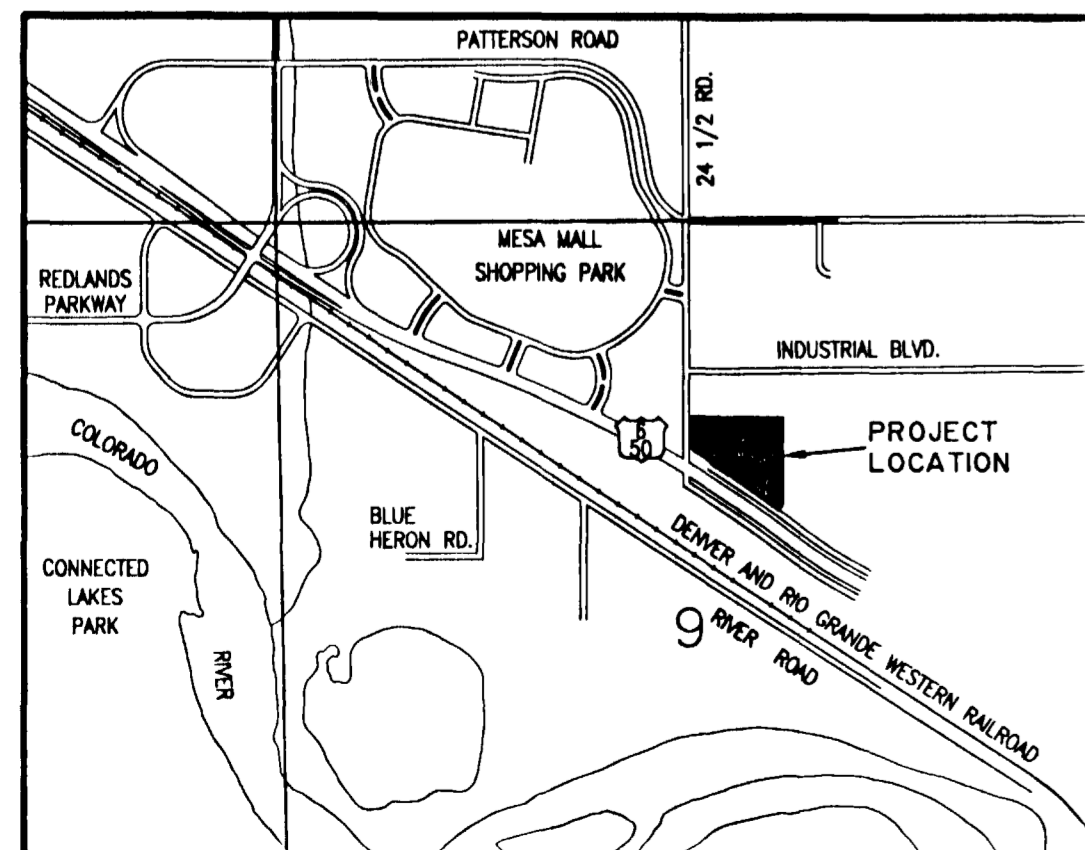 PATTERSON ROAD
24 1/2 RD.
MESA MALL
SHOPPING PARK
REDLANDS
PARKWAY
INDUSTRIAL BLVD.
6
50
PROJECT
LOCATION
COLORADO
RIVER
BLUE
HERON RD.
CONNECTED
LAKES
PARK
DENVER AND RIO GRANDE WESTERN RAILROAD
9
RIVER ROAD